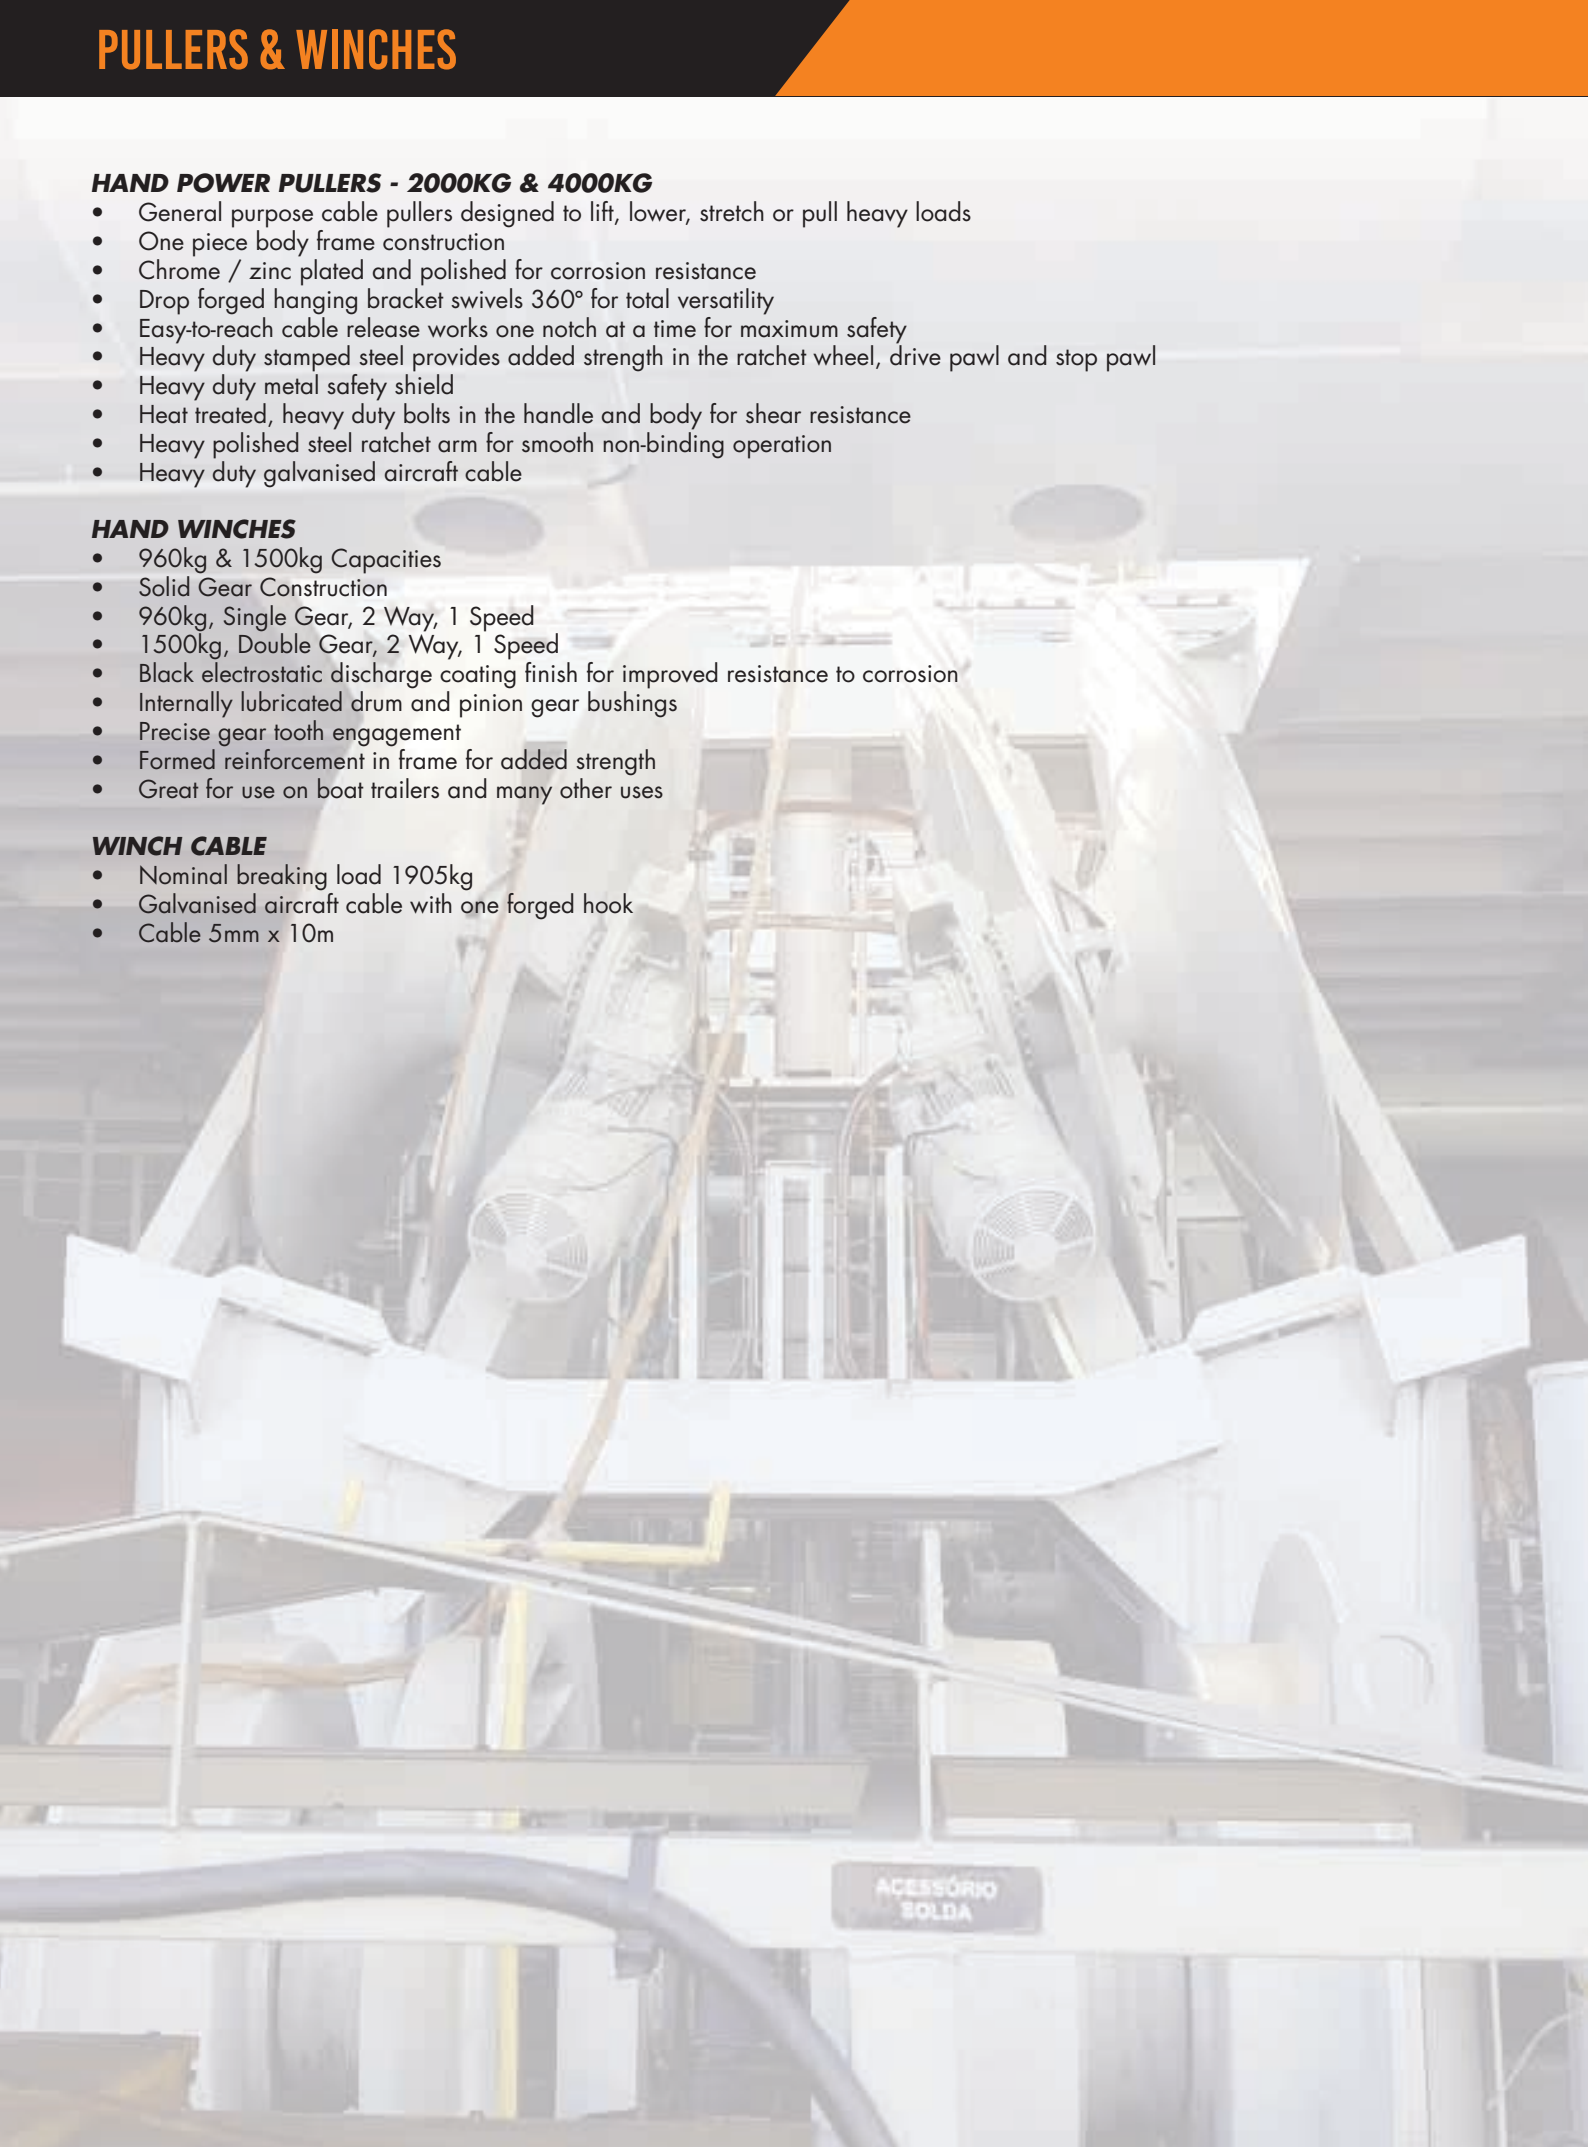 PULLERS & WINCHES
HAND POWER PULLERS - 2000KG & 4000KG
• General purpose cable pullers designed to lift, lower, stretch or pull heavy loads
• One piece body frame construction
• Chrome / zinc plated and polished for corrosion resistance
• Drop forged hanging bracket swivels 360° for total versatility
• Easy-to-reach cable release works one notch at a time for maximum safety
• Heavy duty stamped steel provides added strength in the ratchet wheel, drive pawl and stop pawl
• Heavy duty metal safety shield
• Heat treated, heavy duty bolts in the handle and body for shear resistance
• Heavy polished steel ratchet arm for smooth non-binding operation
• Heavy duty galvanised aircraft cable
HAND WINCHES
• 960kg & 1500kg Capacities
• Solid Gear Construction
• 960kg, Single Gear, 2 Way, 1 Speed
• 1500kg, Double Gear, 2 Way, 1 Speed
• Black electrostatic discharge coating finish for improved resistance to corrosion
• Internally lubricated drum and pinion gear bushings
• Precise gear tooth engagement
• Formed reinforcement in frame for added strength
• Great for use on boat trailers and many other uses
WINCH CABLE
• Nominal breaking load 1905kg
• Galvanised aircraft cable with one forged hook
• Cable 5mm x 10m
ACESSÓRIO
SOLDA